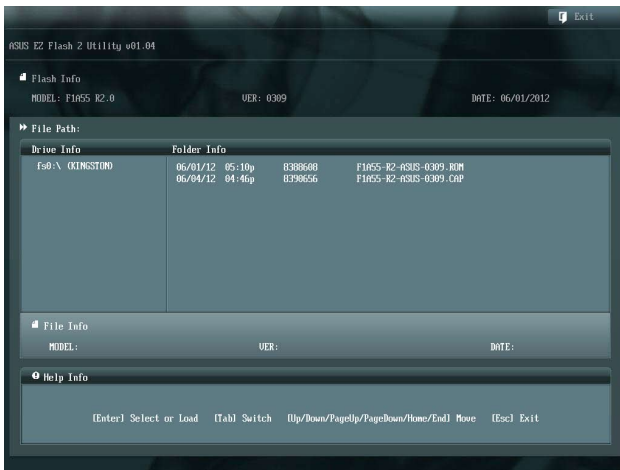 Exit
ASUS EZ Flash 2 Utility v01.04
Flash Info
MODEL: F1A55 R2.0 VER: 0309 DATE: 06/01/2012
File Path:
Drive Info Folder Info
fs0:\ (KINGSTON) 06/01/12 05:10p 8388608 F1A55-R2-ASUS-0309.ROM
06/04/12 04:46p 8390656 F1A55-R2-ASUS-0309.CAP
File Info
MODEL: VER: DATE:
Help Info
[Enter] Select or Load [Tab] Switch [Up/Down/PageUp/PageDown/Home/End] Move [Esc] Exit